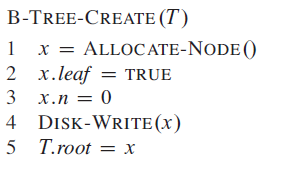 B-TREE-CREATE(T)
1 x = ALLOCATE-NODE()
2 x.leaf = TRUE
3 x.n = 0
4 DISK-WRITE(x)
5 T.root = x